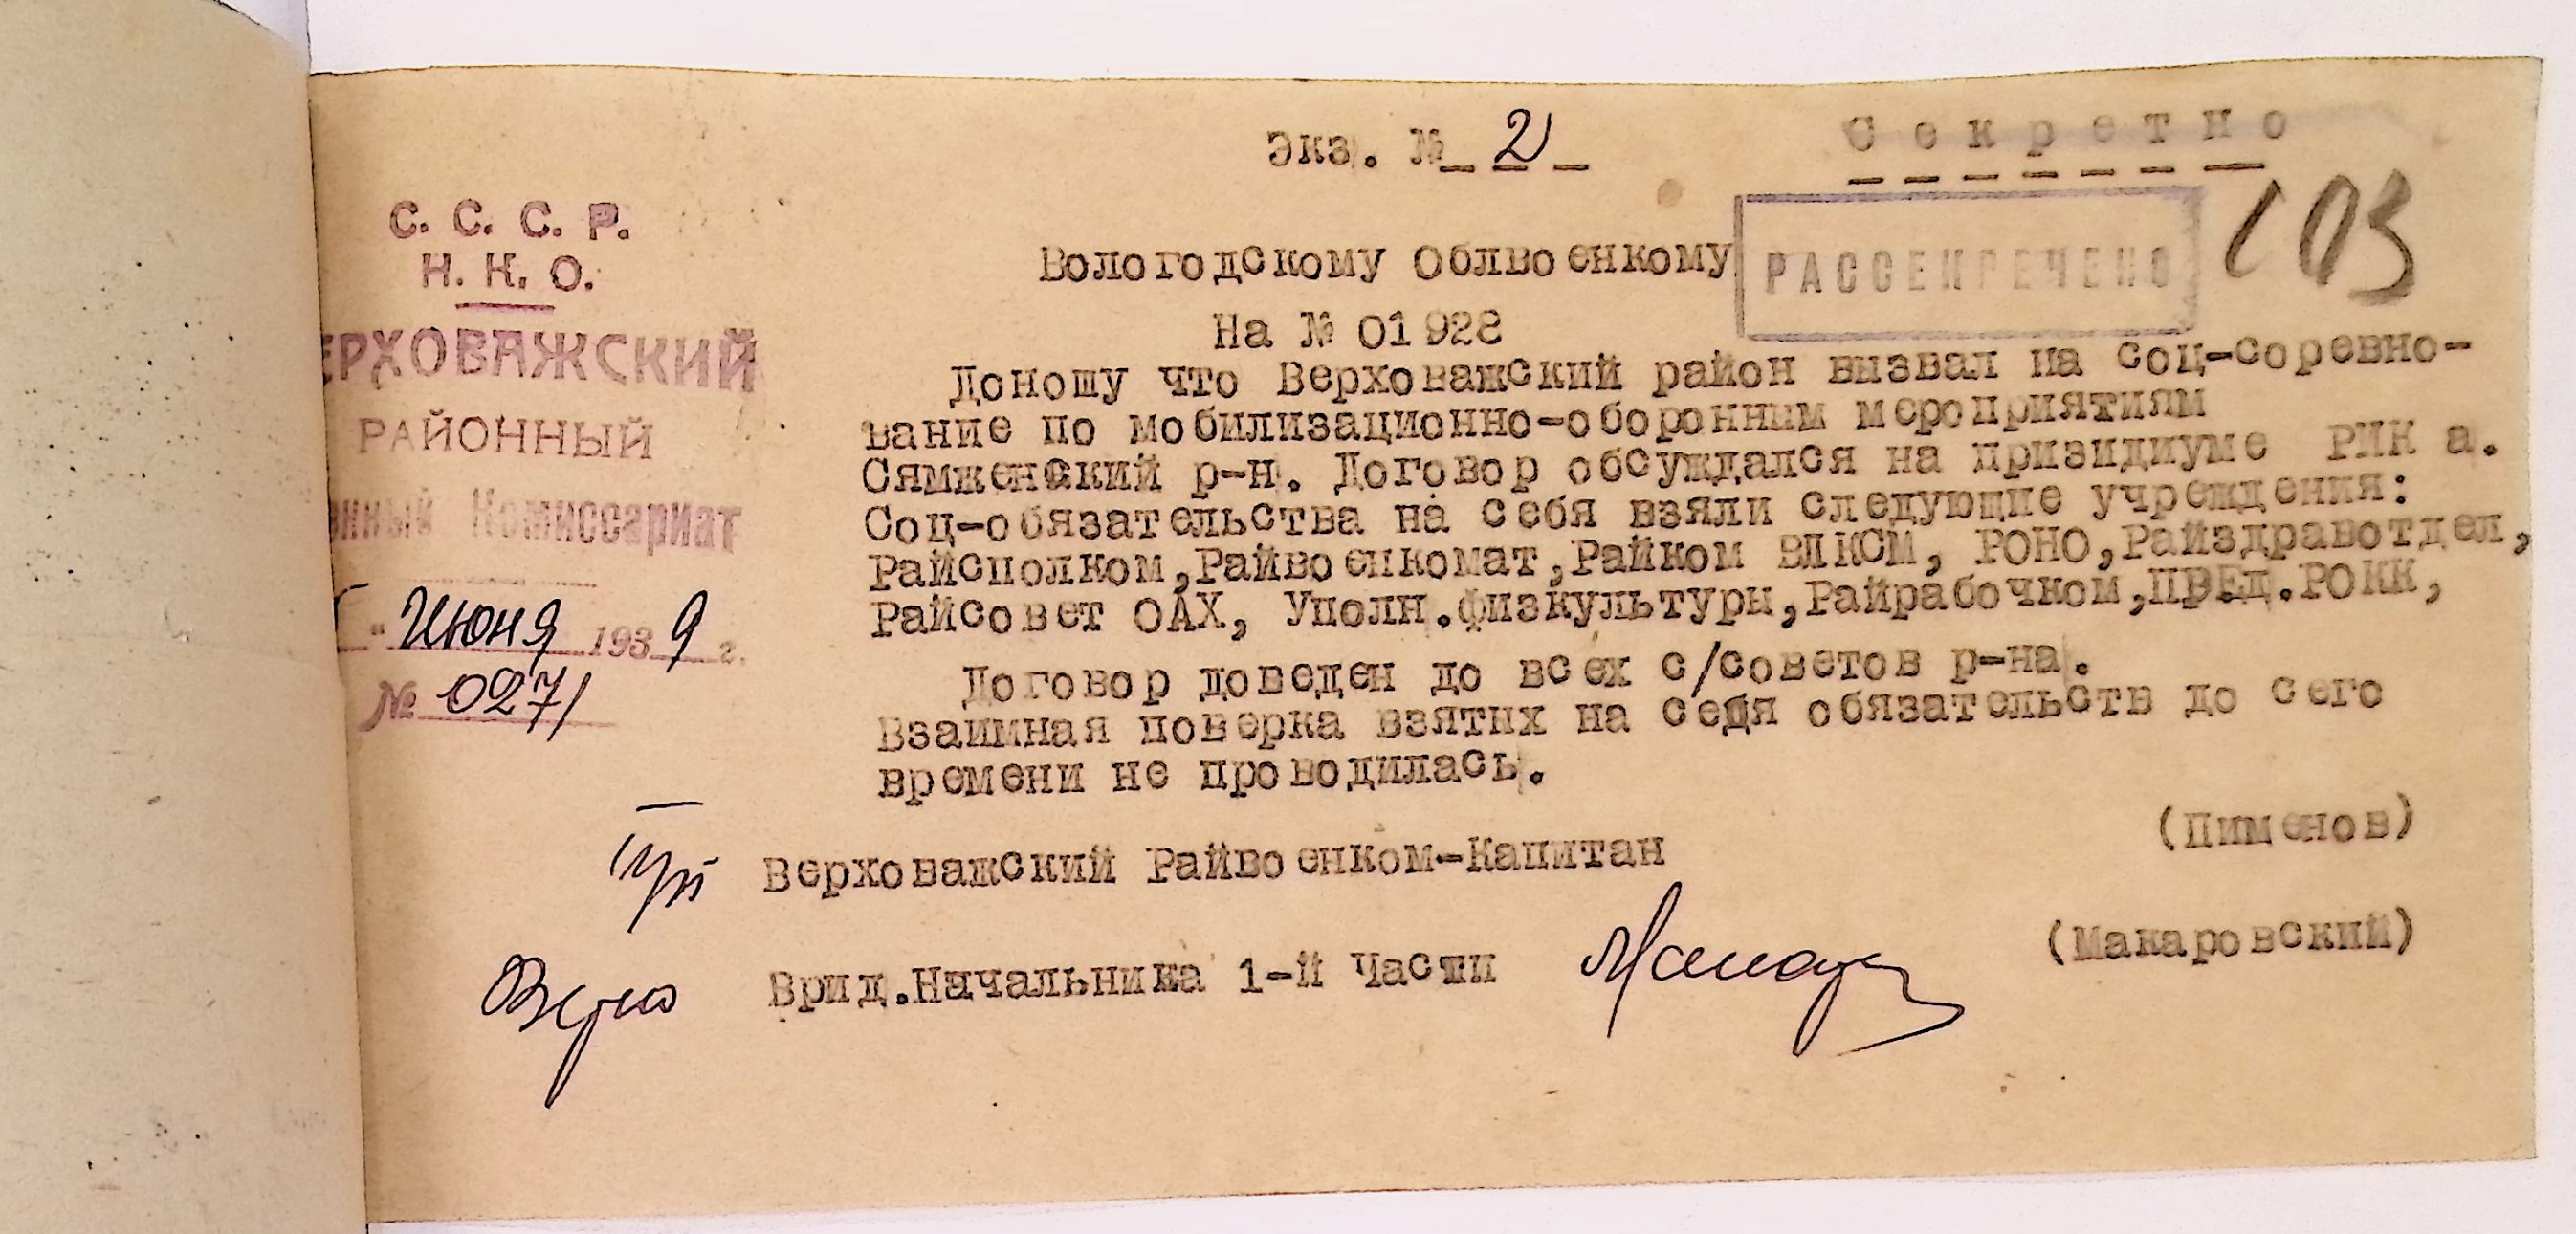 Экз. № 2
Секретно
103
С. С. С. Р.
Н. К. О.
ЕРХОВАЖСКИЙ
РАЙОННЫЙ
нный Комиссариат
" Июня 1939 г.
№ 0271
РАССЕКРЕЧЕНО
Вологодскому Облвоенкому
На № 01928
Доношу что Верховажский район вызвал на соц-соревно-
вание по мобилизационно-оборонным мероприятиям
Сямженский р-н. Договор обсуждался на призидиуме РИК а.
Соц-обязательства на себя взяли следующие учреждения:
Райсполком,Райвоенкомат,Райком ВЛКСМ, РОНО,Райздравотдел,
Райсовет ОАХ, Уполн.физкультуры,Райрабочком,ПРЕД.РОКК,
Договор доведен до всех с/советов р-на.
Взаимная поверка взятых на себя обязательств до сего
времени не проводилась.
Верховажский Райвоенком-Капитан
(Пименов)
Верно
Врид.Начальника 1-й Части
(Макаровский)